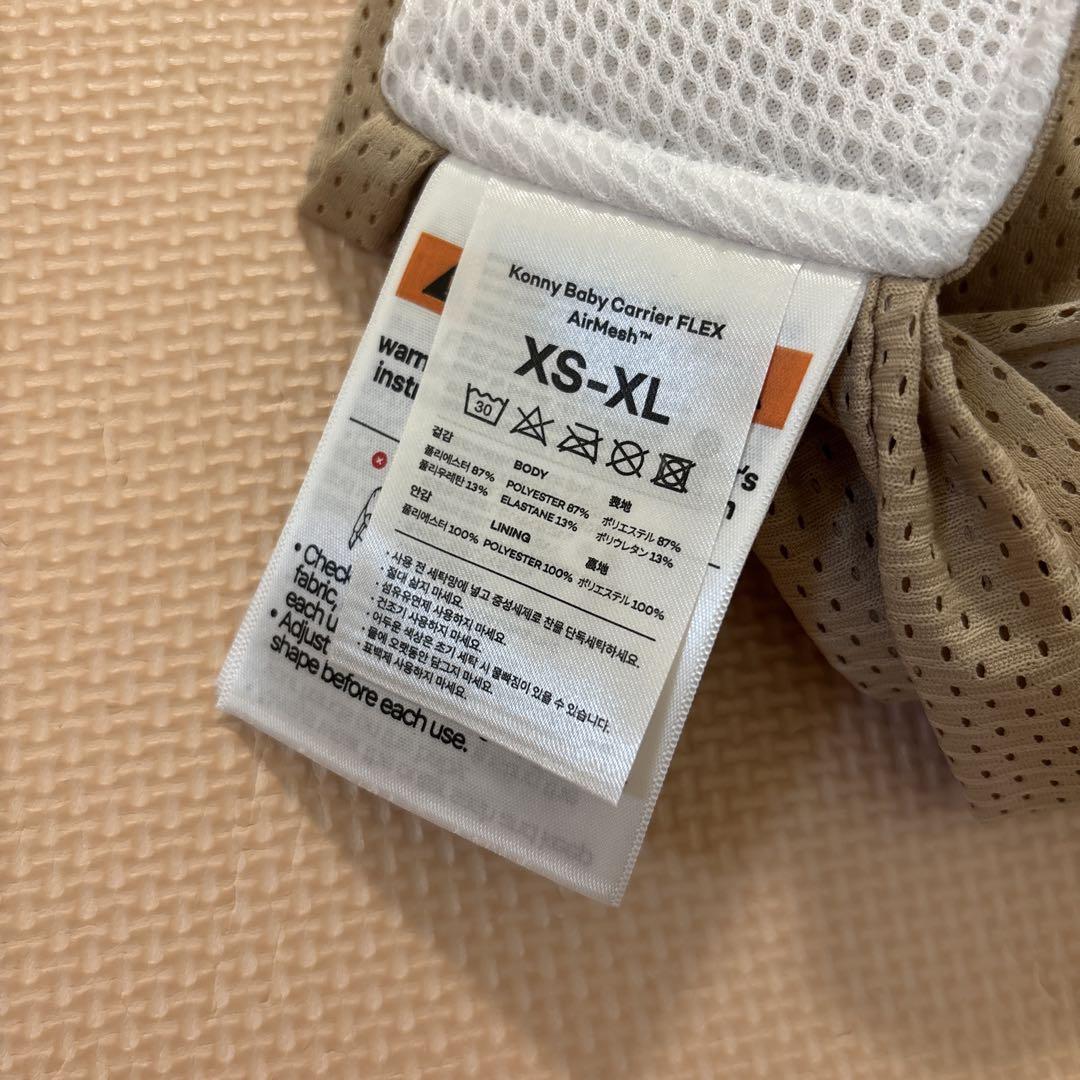 Konny Baby Carrier FLEX
AirMesh™
XS-XL
30
겉감
폴리에스터 87%
폴리우레탄 13%
안감
폴리에스터 100%
BODY
POLYESTER 87%
ELASTANE 13%
LINING
POLYESTER 100%
表地
ポリエステル 87%
ポリウレタン 13%
裏地
ポリエステル 100%
· 사용 전 세탁망에 넣고 중성세제로 찬물 단독세탁하세요.
· 절대 삶지 마세요.
· 섬유유연제 사용하지 마세요.
· 건조기 사용하지 마세요.
· 어두운 색상은 초기 세탁 시 물빠짐이 있을 수 있습니다.
· 물에 오랫동안 담그지 마세요.
· 표백제 사용하지 마세요.
• Check
fabric,
each u
• Adjust
shape before each use.